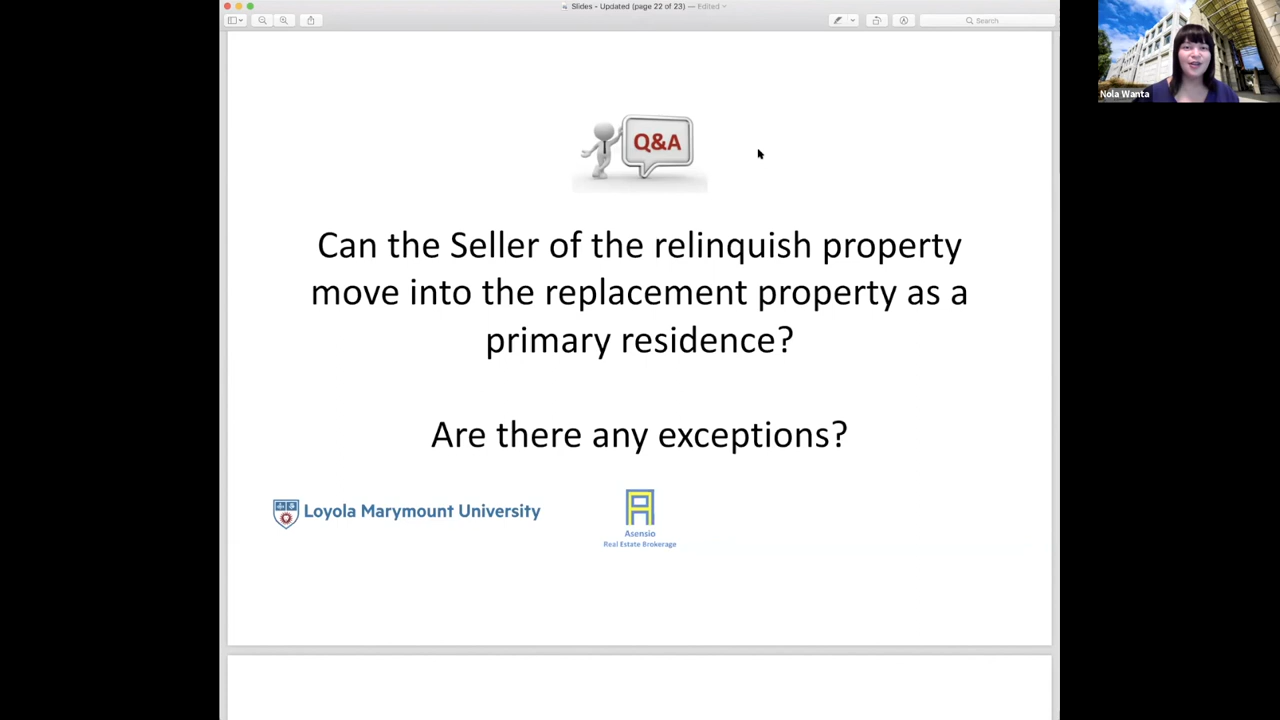 Slides - Updated (page 22 of 23) — Edited
Search
Nola Wanta
Q&A
Can the Seller of the relinquish property
move into the replacement property as a
primary residence?
Are there any exceptions?
Loyola Marymount University
Asensio
Real Estate Brokerage